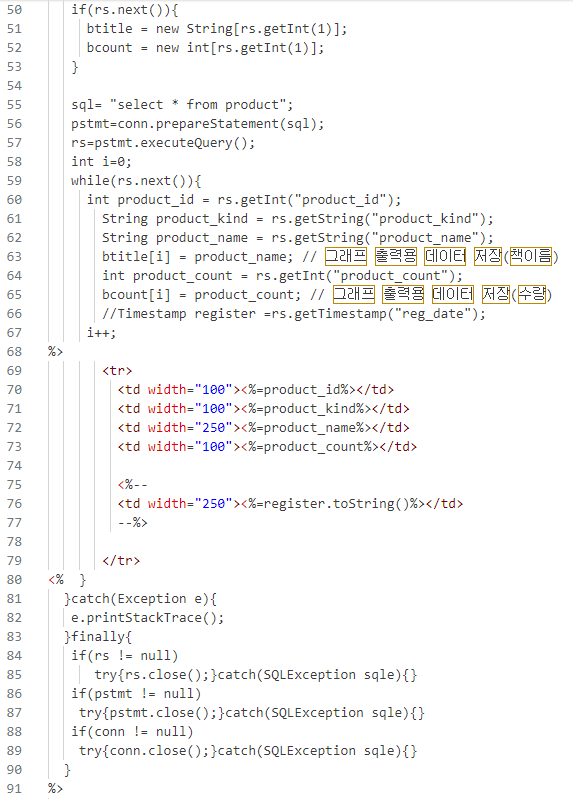 50 if(rs.next()){
51 btitle = new String[rs.getInt(1)];
52 bcount = new int[rs.getInt(1)];
53 }
54
55 sql= "select * from product";
56 pstmt=conn.prepareStatement(sql);
57 rs=pstmt.executeQuery();
58 int i=0;
59 while(rs.next()){
60 int product_id = rs.getInt("product_id");
61 String product_kind = rs.getString("product_kind");
62 String product_name = rs.getString("product_name");
63 btitle[i] = product_name; // 그래프 출력용 데이터 저장(책이름)
64 int product_count = rs.getInt("product_count");
65 bcount[i] = product_count; // 그래프 출력용 데이터 저장(수량)
66 //Timestamp register =rs.getTimestamp("reg_date");
67 i++;
68 %>
69 <tr>
70 <td width="100"><%=product_id%></td>
71 <td width="100"><%=product_kind%></td>
72 <td width="250"><%=product_name%></td>
73 <td width="100"><%=product_count%></td>
74
75 <%--
76 <td width="250"><%=register.toString()%></td>
77 --%>
78
79 </tr>
80 <% }
81 }catch(Exception e){
82 e.printStackTrace();
83 }finally{
84 if(rs != null)
85 try{rs.close();}catch(SQLException sqle){}
86 if(pstmt != null)
87 try{pstmt.close();}catch(SQLException sqle){}
88 if(conn != null)
89 try{conn.close();}catch(SQLException sqle){}
90 }
91 %>